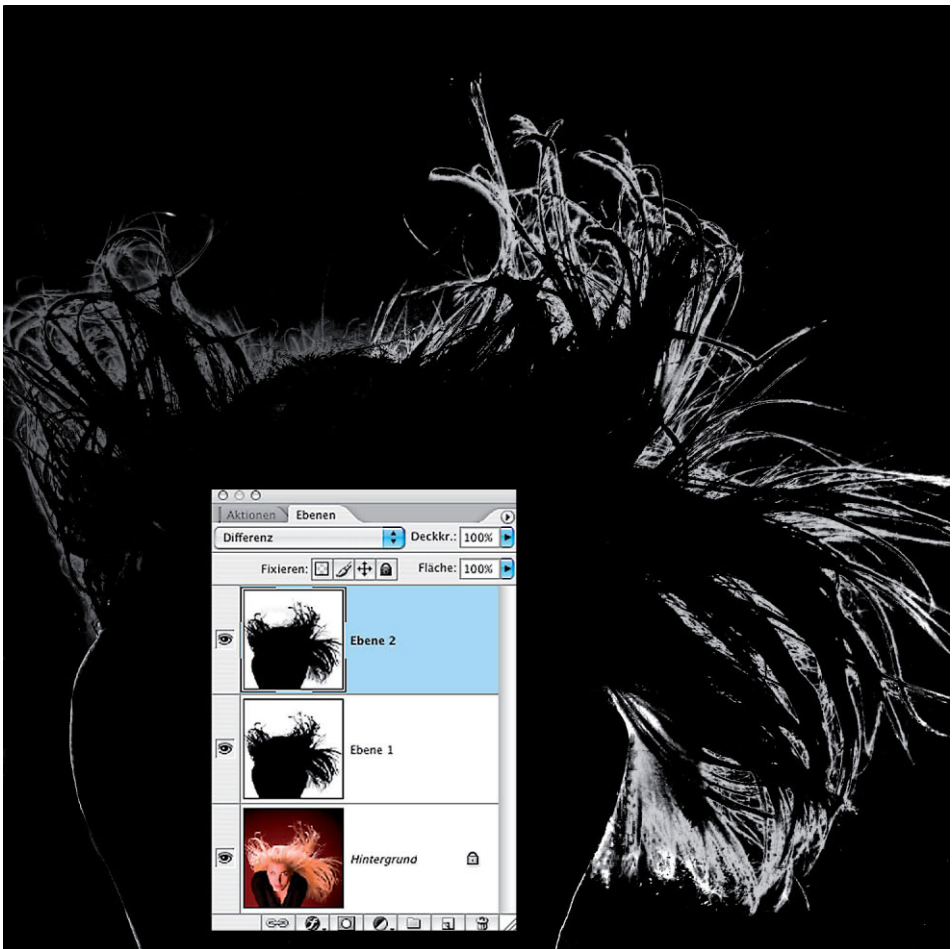 Aktionen Ebenen
Differenz Deckkr.: 100%
Fixieren: Fläche: 100%
Ebene 2
Ebene 1
Hintergrund